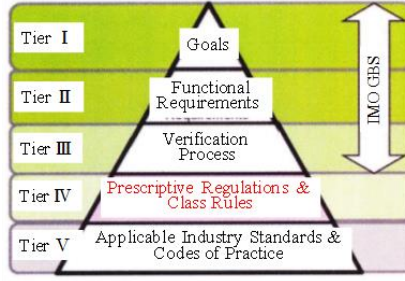 Tier Ⅰ
Goals
Tier Ⅱ
Functional
Requirements
Tier Ⅲ
Verification
Process
Tier Ⅳ
Prescriptive Regulations &
Class Rules
Tier Ⅴ
Applicable Industry Standards &
Codes of Practice
IMO GBS